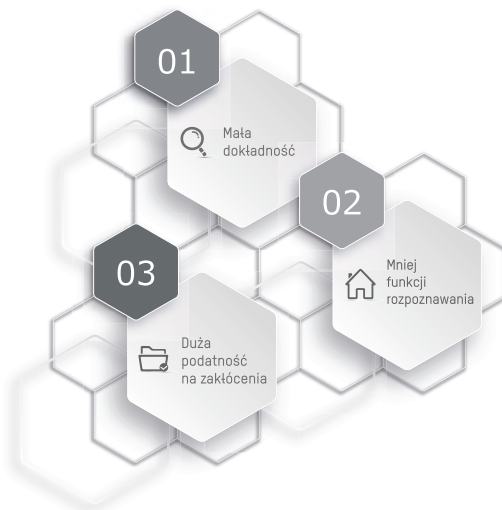 01
Mała
dokładność
02
Mniej
funkcji
rozpoznawania
03
Duża
podatność
na zakłócenia